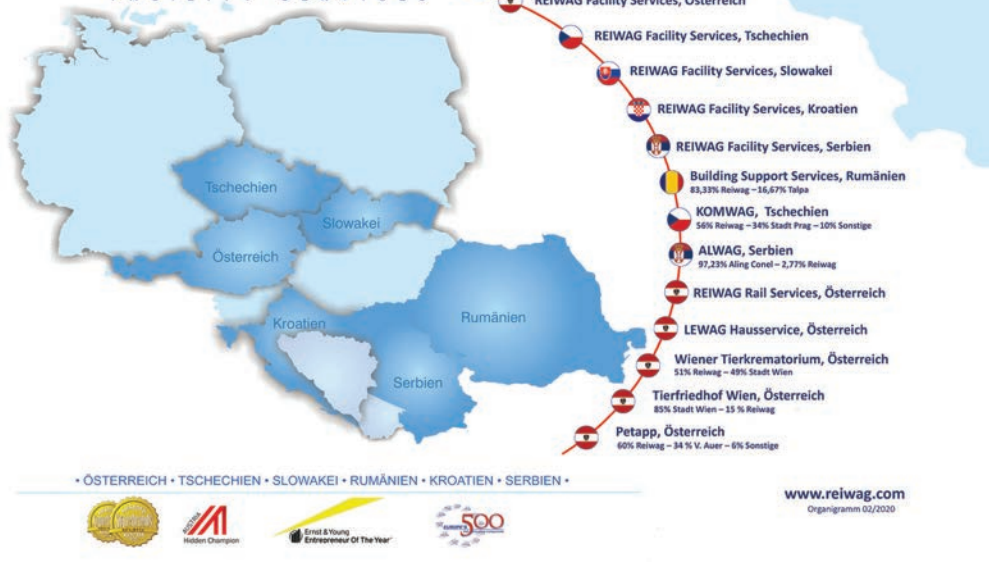 REIWAG Facility Services, Österreich
REIWAG Facility Services, Tschechien
REIWAG Facility Services, Slowakei
REIWAG Facility Services, Kroatien
REIWAG Facility Services, Serbien
Building Support Services, Rumänien
83,33% Reiwag – 16,67% Talpa
KOMWAG, Tschechien
56% Reiwag – 34% Stadt Prag – 10% Sonstige
ALWAG, Serbien
97,23% Aling Conel – 2,77% Reiwag
REIWAG Rail Services, Österreich
LEWAG Hausservice, Österreich
Wiener Tierkrematorium, Österreich
51% Reiwag – 49% Stadt Wien
Tierfriedhof Wien, Österreich
85% Stadt Wien – 15 % Reiwag
Petapp, Österreich
60% Reiwag – 34 % V. Auer – 6% Sonstige
Tschechien
Slowakei
Österreich
Rumänien
Kroatien
Serbien
• ÖSTERREICH • TSCHECHIEN • SLOWAKEI • RUMÄNIEN • KROATIEN • SERBIEN •
AUSTRIA
Hidden Champion
Ernst & Young
Entrepreneur Of The Year
EUROPE'S
500
www.reiwag.com
Organigramm 02/2020